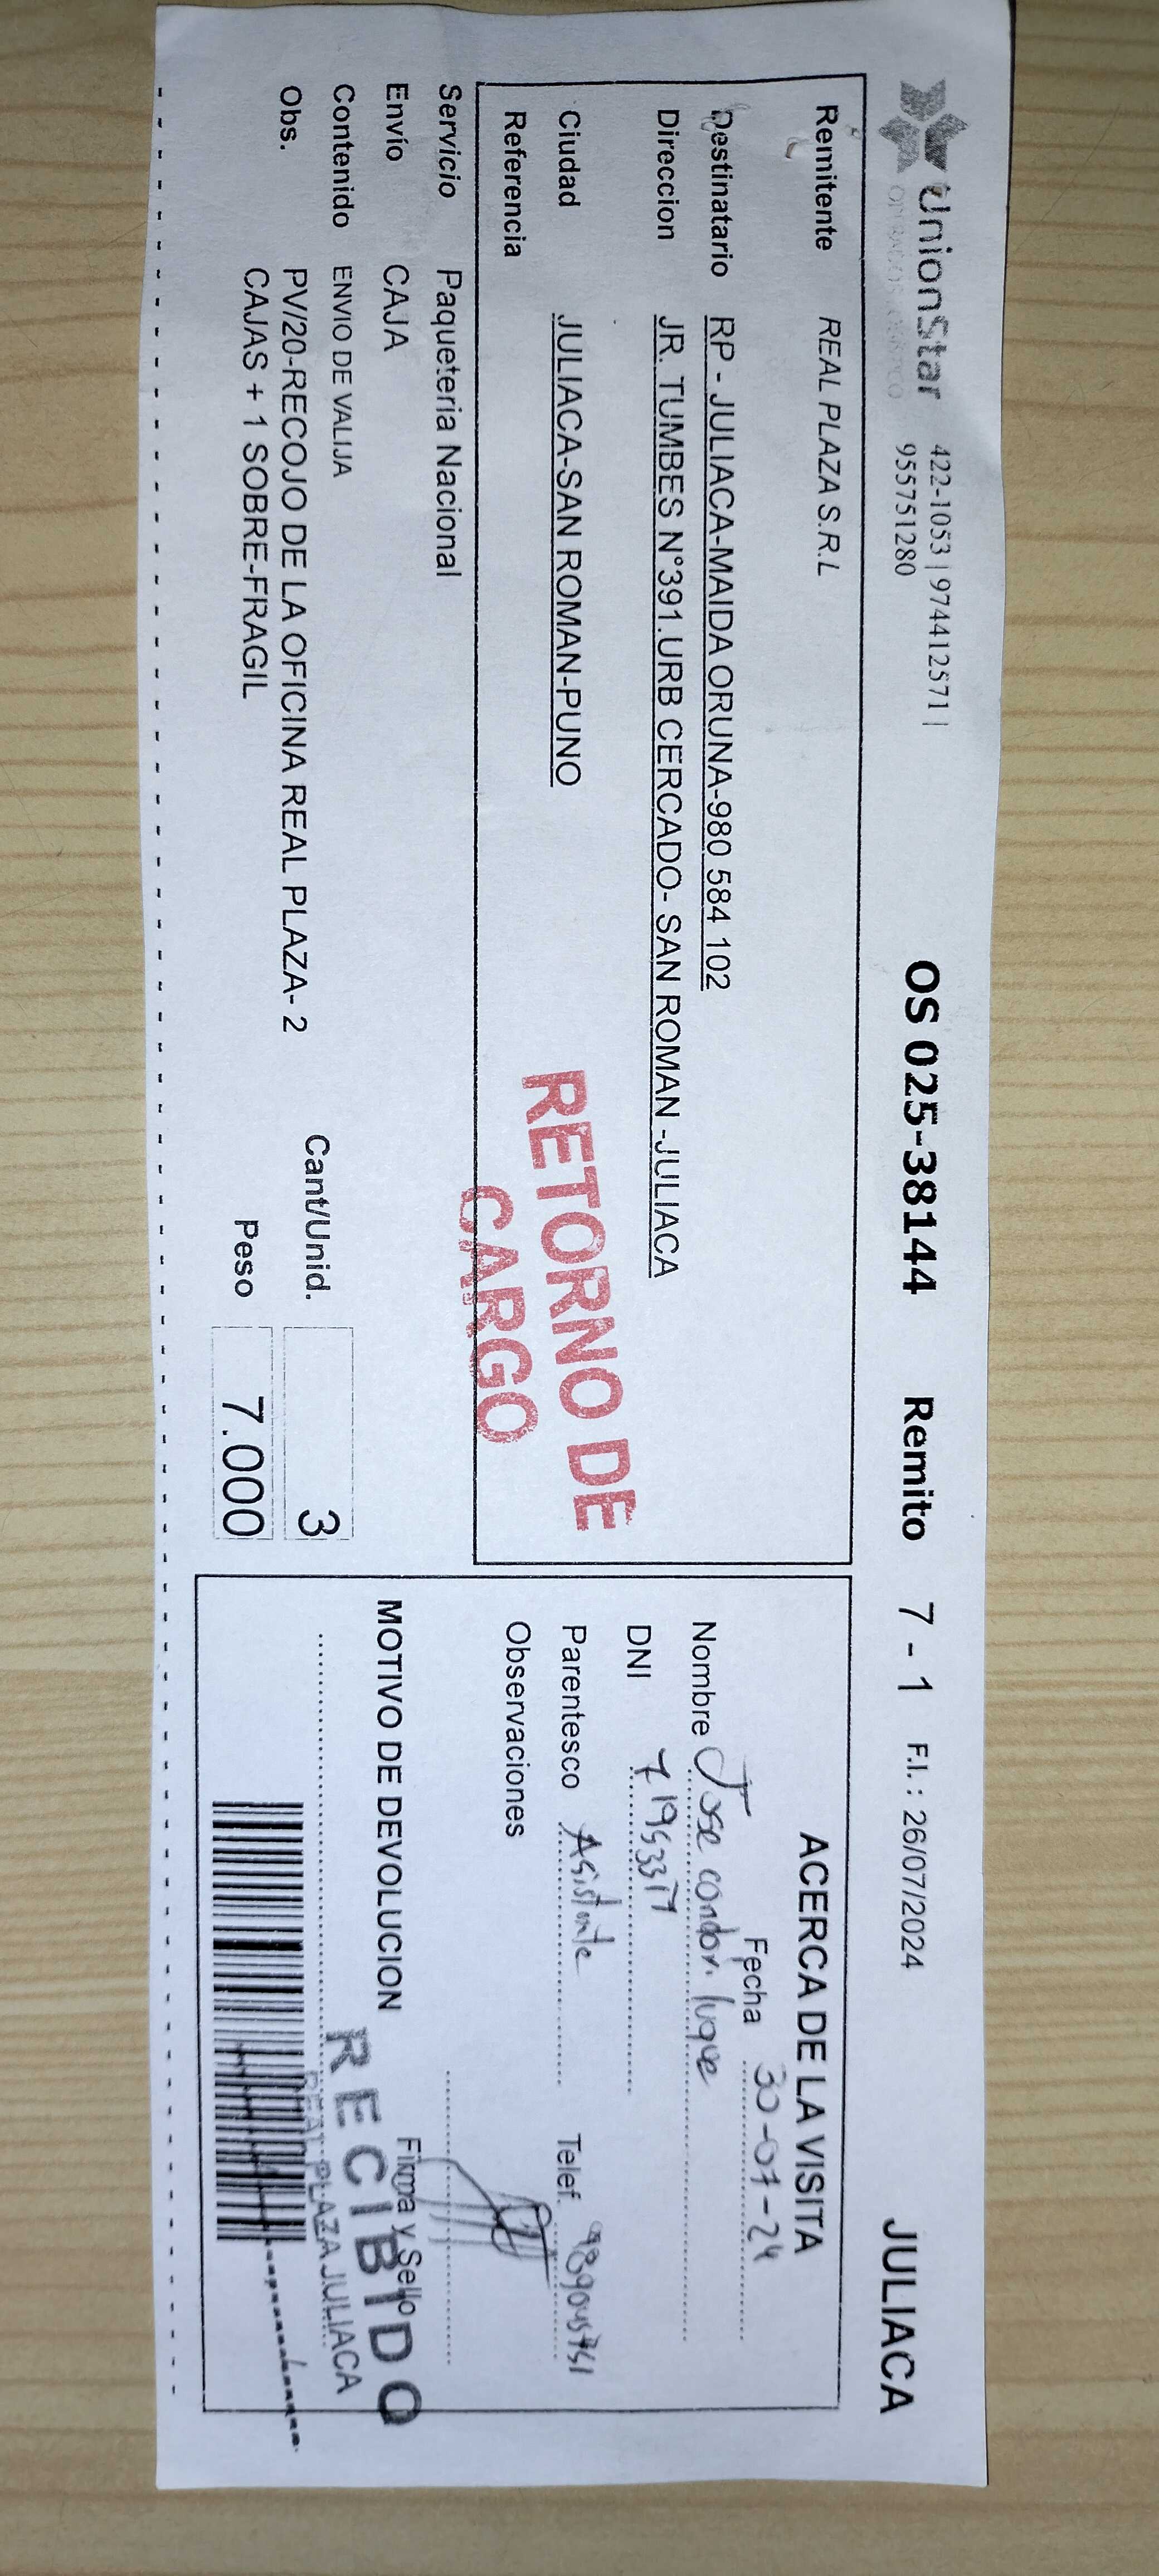 UnionStar
OPERADOR LOGISTICO
422-1053 | 974412571 |
955751280
OS 025-38144 Remito 7 - 1 F.I.: 26/07/2024 JULIACA
Remitente REAL PLAZA S.R.L
Destinatario RP - JULIACA-MAIDA ORUNA-980 584 102
Direccion JR. TUMBES N°391.URB CERCADO- SAN ROMAN -JULIACA
Ciudad JULIACA-SAN ROMAN-PUNO
Referencia
RETORNO DE
CARGO
Servicio Paqueteria Nacional
Envío CAJA
Contenido ENVIO DE VALIJA
Obs. PV/20-RECOJO DE LA OFICINA REAL PLAZA- 2
CAJAS + 1 SOBRE-FRAGIL
Cant/Unid. 3
Peso 7.000
ACERCA DE LA VISITA
Fecha 30-07-24
Nombre Jose condori luque
DNI
Parentesco Asistente Telef.
Observaciones
Firma y Sello
MOTIVO DE DEVOLUCION
RECIBIDO
REAL PLAZA JULIACA